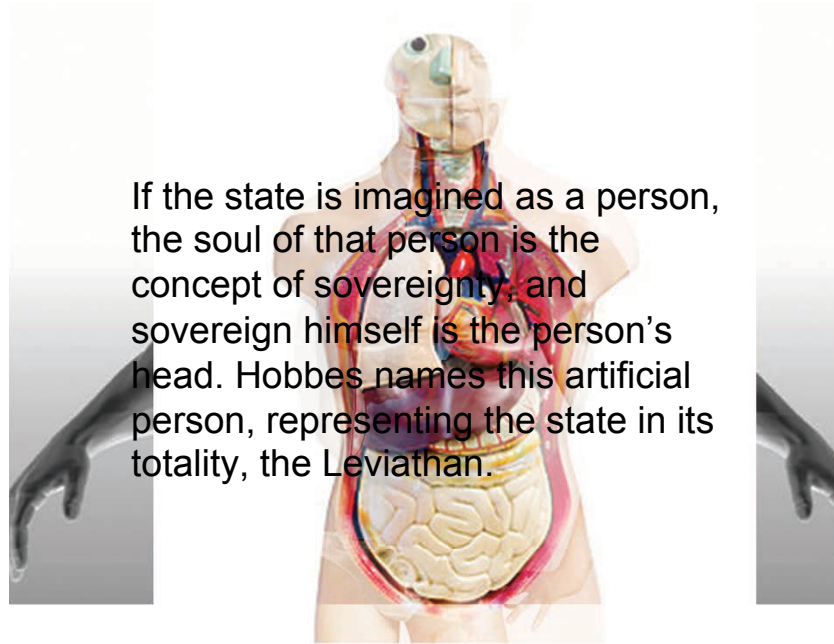 If the state is imagined as a person,
the soul of that person is the
concept of sovereignty, and
sovereign himself is the person’s
head. Hobbes names this artificial
person, representing the state in its
totality, the Leviathan.